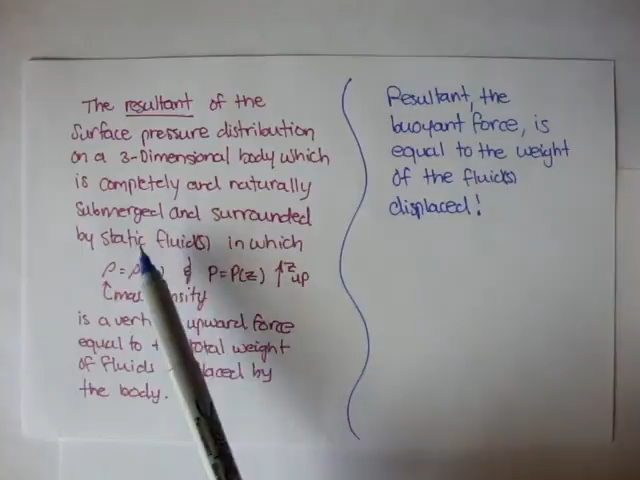 The resultant of the
surface pressure distribution
on a 3-Dimensional body which
is completely and naturally
submerged and surrounded
by static fluid(s) in which
P = P(z) ↑z up
is a upward force
equal to total weight
of fluids by
the body.
Resultant, the
buoyant force, is
equal to the weight
of the fluid(s)
displaced!